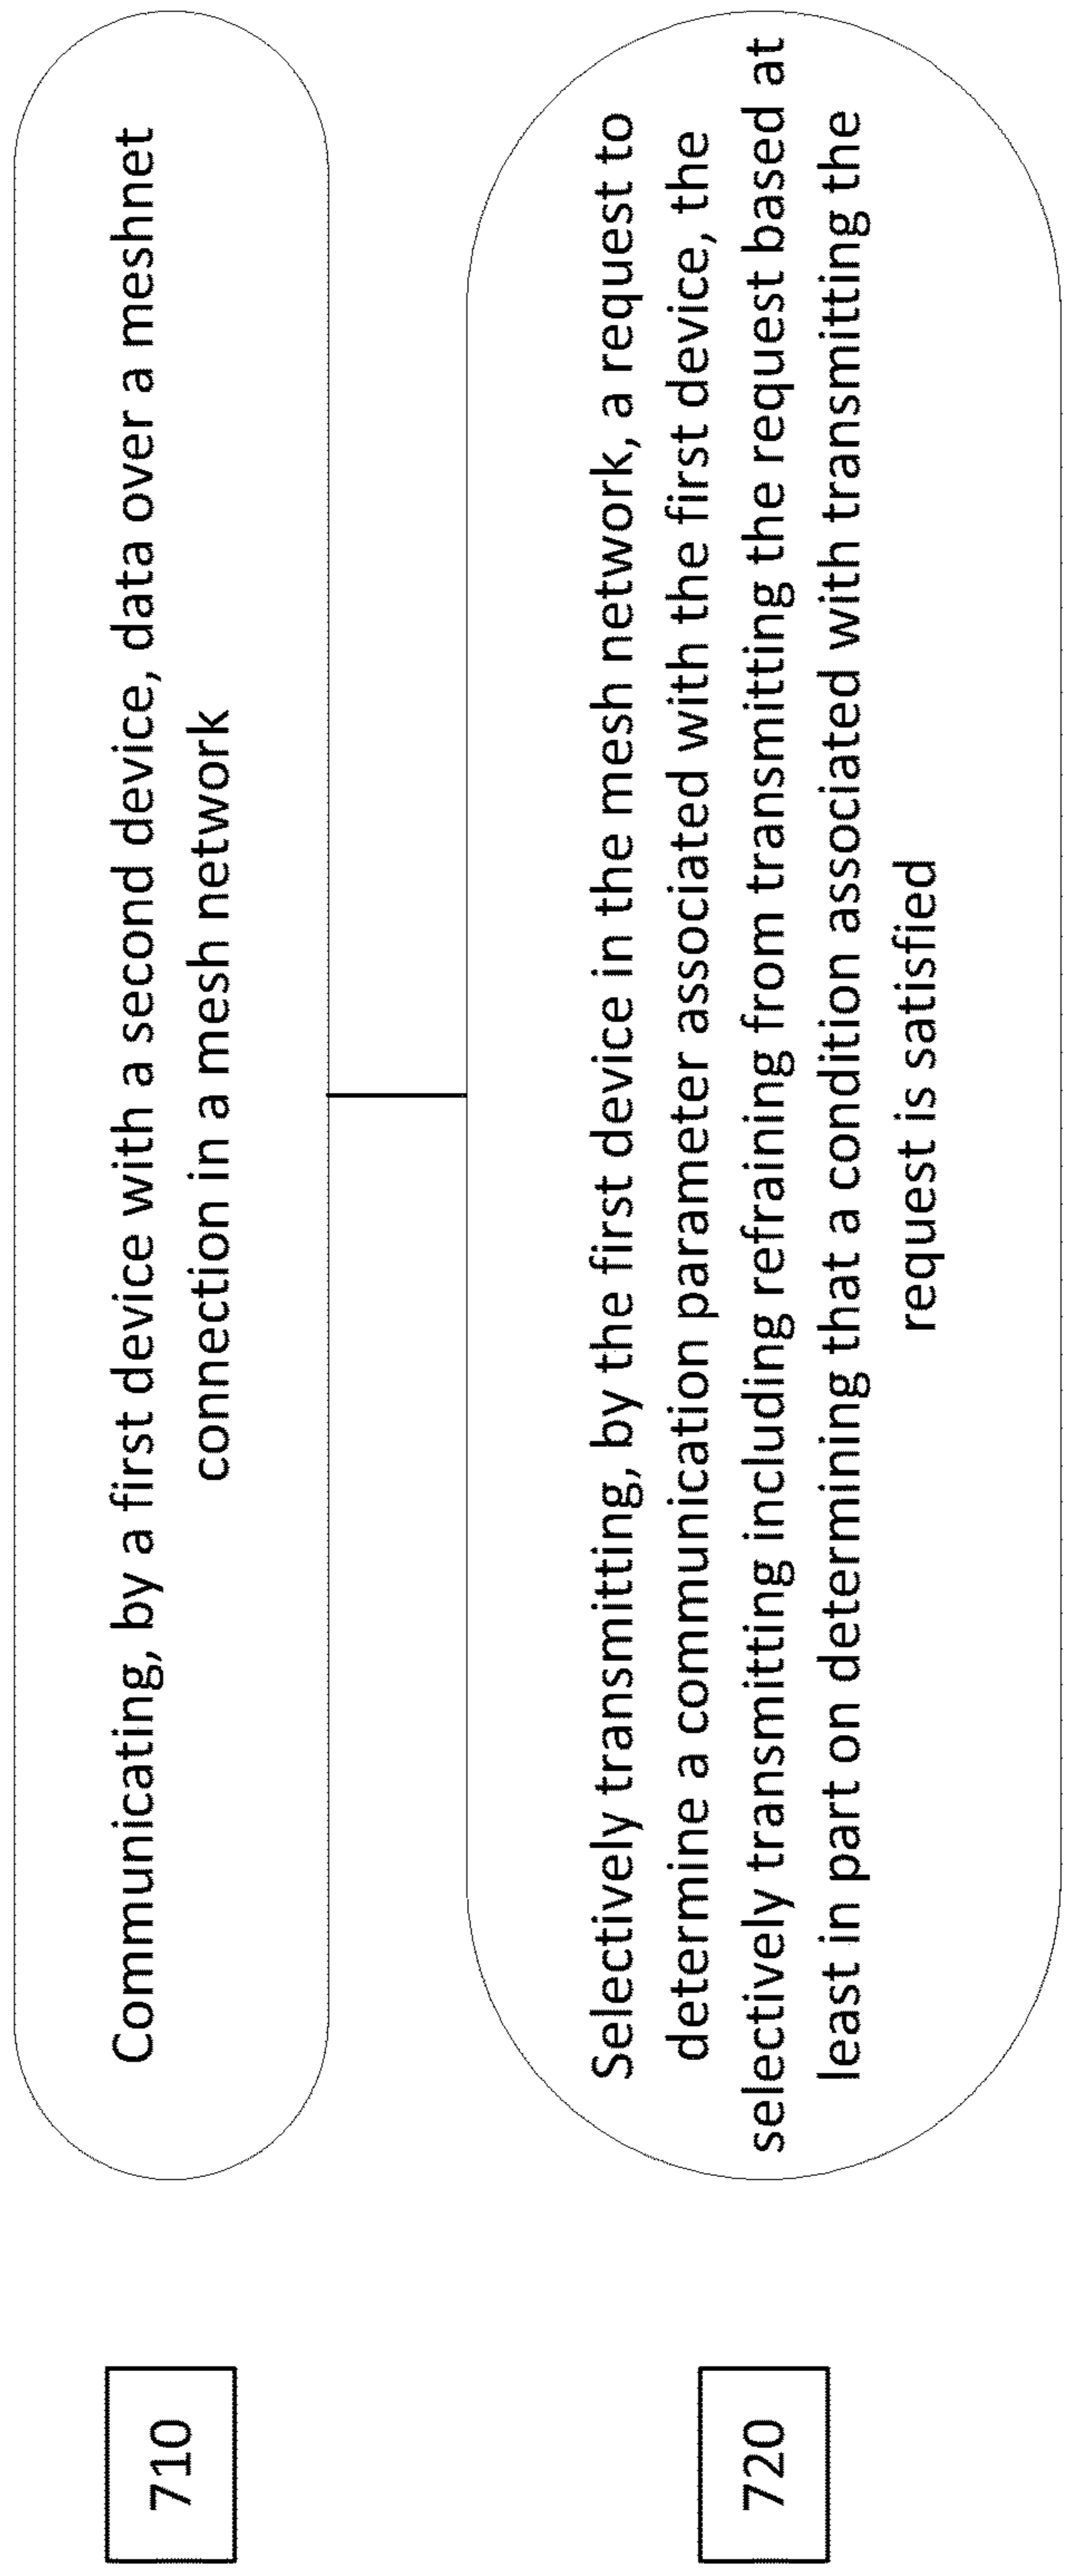 710
Communicating, by a first device with a second device, data over a meshnet
connection in a mesh network
720
Selectively transmitting, by the first device in the mesh network, a request to
determine a communication parameter associated with the first device, the
selectively transmitting including refraining from transmitting the request based at
least in part on determining that a condition associated with transmitting the
request is satisfied